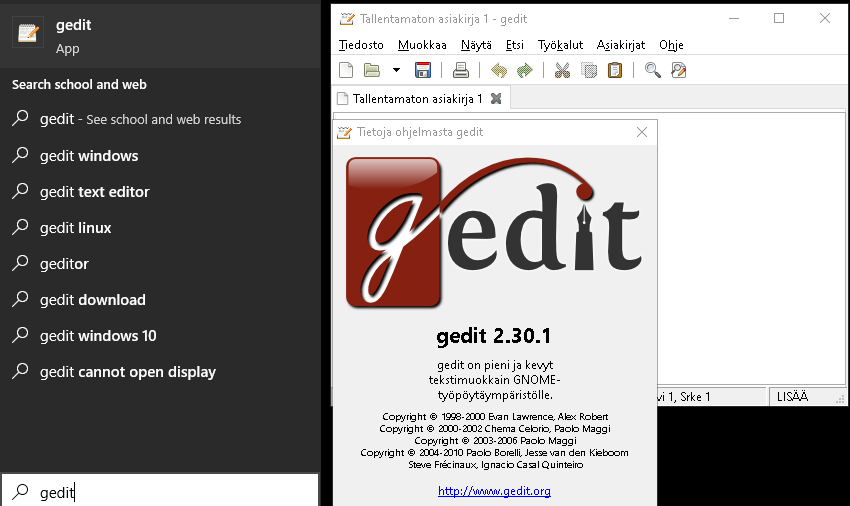 gedit
App
Search school and web
gedit - See school and web results
gedit windows
gedit text editor
gedit linux
geditor
gedit download
gedit windows 10
gedit cannot open display
gedit
Tallentamaton asiakirja 1 - gedit
Tiedosto Muokkaa Näytä Etsi Työkalut Asiakirjat Ohje
Tallentamaton asiakirja 1
Tietoja ohjelmasta gedit
gedit
gedit 2.30.1
gedit on pieni ja kevyt
tekstimuokkain GNOME-
työpöytäympäristölle.
Copyright © 1998-2000 Evan Lawrence, Alex Robert
Copyright © 2000-2002 Chema Celorio, Paolo Maggi
Copyright © 2003-2006 Paolo Maggi
Copyright © 2004-2010 Paolo Borelli, Jesse van den Kieboom
Steve Frécinaux, Ignacio Casal Quinteiro
http://www.gedit.org
vi 1, Srke 1 LISÄÄ